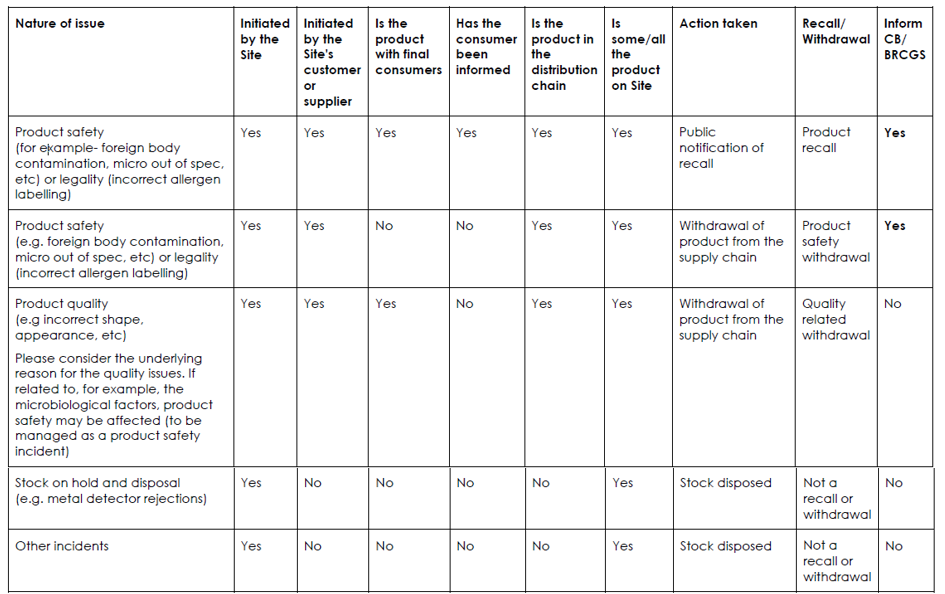 Nature of issue
Initiated
by the
Site
Initiated
by the
Site's
customer
or
supplier
Is the
product
with final
consumers
Has the
consumer
been
informed
Is the
product in
the
distribution
chain
Is
some/all
the
product
on Site
Action taken
Recall/
Withdrawal
Inform
CB/
BRCGS
Product safety
(for example- foreign body
contamination, micro out of spec,
etc) or legality (incorrect allergen
labelling)
Yes
Yes
Yes
Yes
Yes
Yes
Public
notification of
recall
Product
recall
Yes
Product safety
(e.g. foreign body contamination,
micro out of spec, etc) or legality
(incorrect allergen labelling)
Yes
Yes
No
No
Yes
Yes
Withdrawal of
product from the
supply chain
Product
safety
withdrawal
Yes
Product quality
(e.g incorrect shape,
appearance, etc)
Please consider the underlying
reason for the quality issues. If
related to, for example, the
microbiological factors, product
safety may be affected (to be
managed as a product safety
incident)
Yes
Yes
Yes
No
Yes
Yes
Withdrawal of
product from the
supply chain
Quality
related
withdrawal
No
Stock on hold and disposal
(e.g. metal detector rejections)
Yes
No
No
No
No
Yes
Stock disposed
Not a
recall or
withdrawal
No
Other incidents
Yes
No
No
No
No
Yes
Stock disposed
Not a
recall or
withdrawal
No